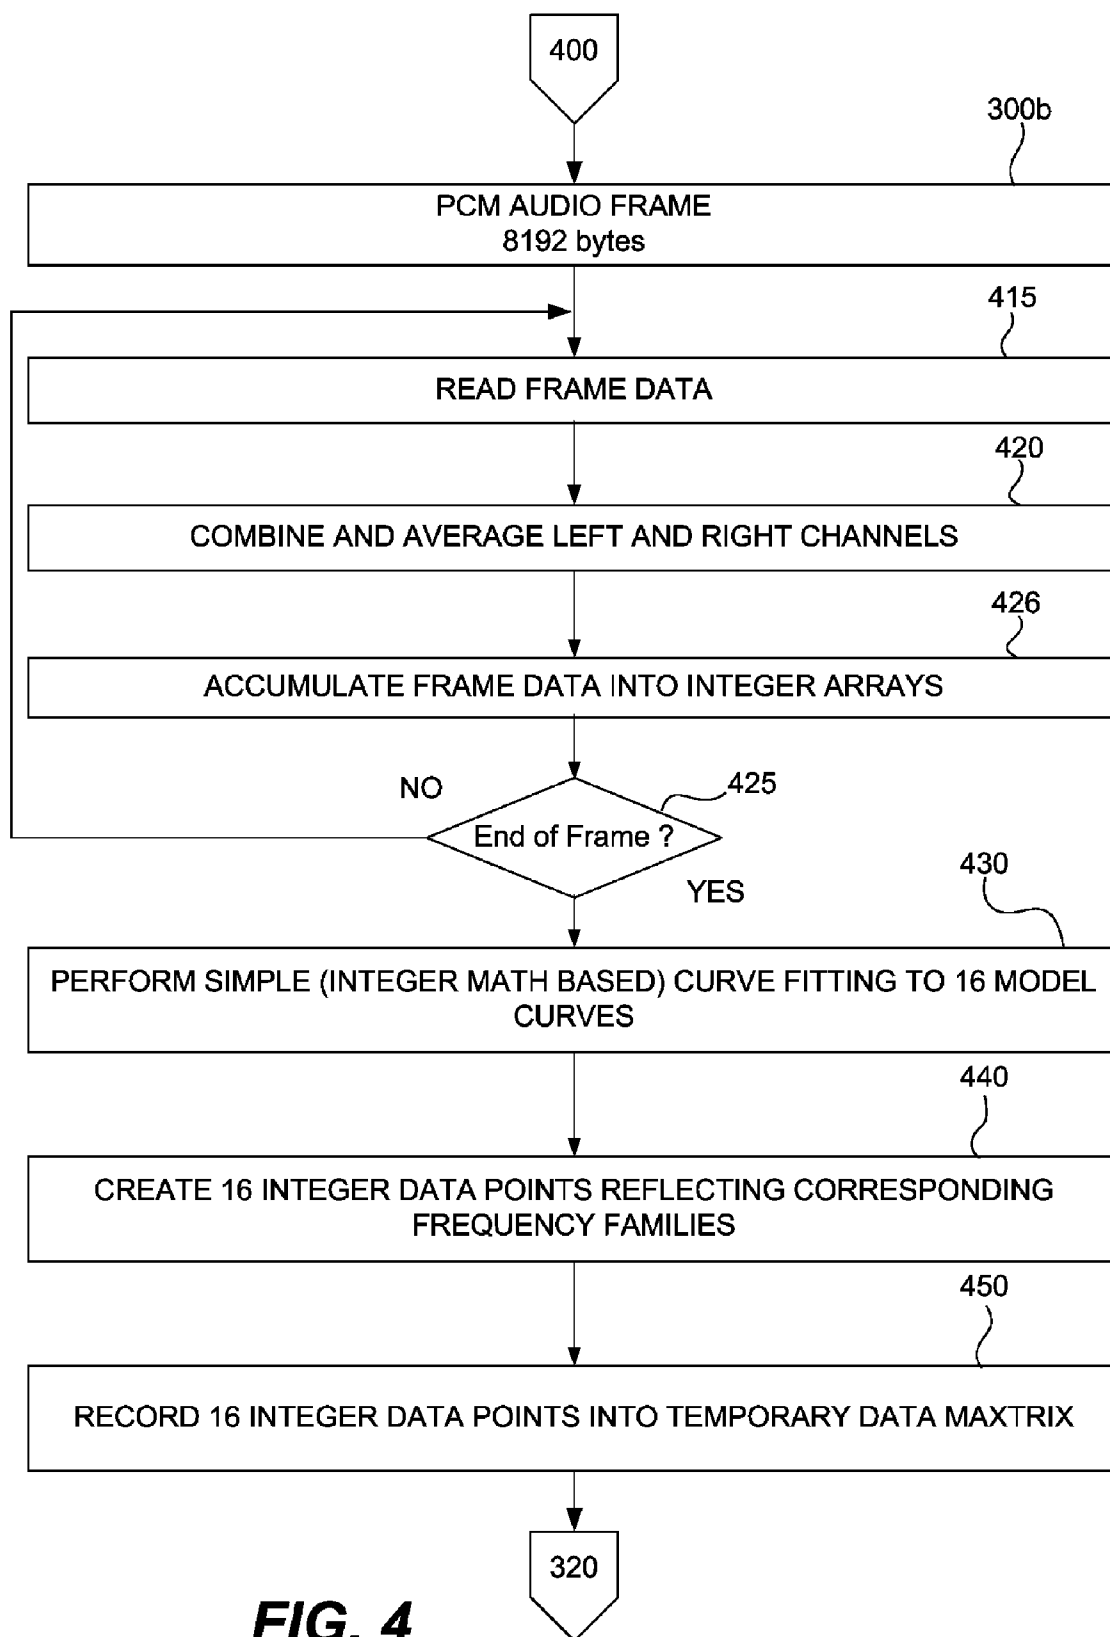 400
300b
PCM AUDIO FRAME
8192 bytes
415
READ FRAME DATA
420
COMBINE AND AVERAGE LEFT AND RIGHT CHANNELS
426
ACCUMULATE FRAME DATA INTO INTEGER ARRAYS
NO
425
End of Frame ?
YES
430
PERFORM SIMPLE (INTEGER MATH BASED) CURVE FITTING TO 16 MODEL
CURVES
440
CREATE 16 INTEGER DATA POINTS REFLECTING CORRESPONDING
FREQUENCY FAMILIES
450
RECORD 16 INTEGER DATA POINTS INTO TEMPORARY DATA MAXTRIX
320
FIG. 4